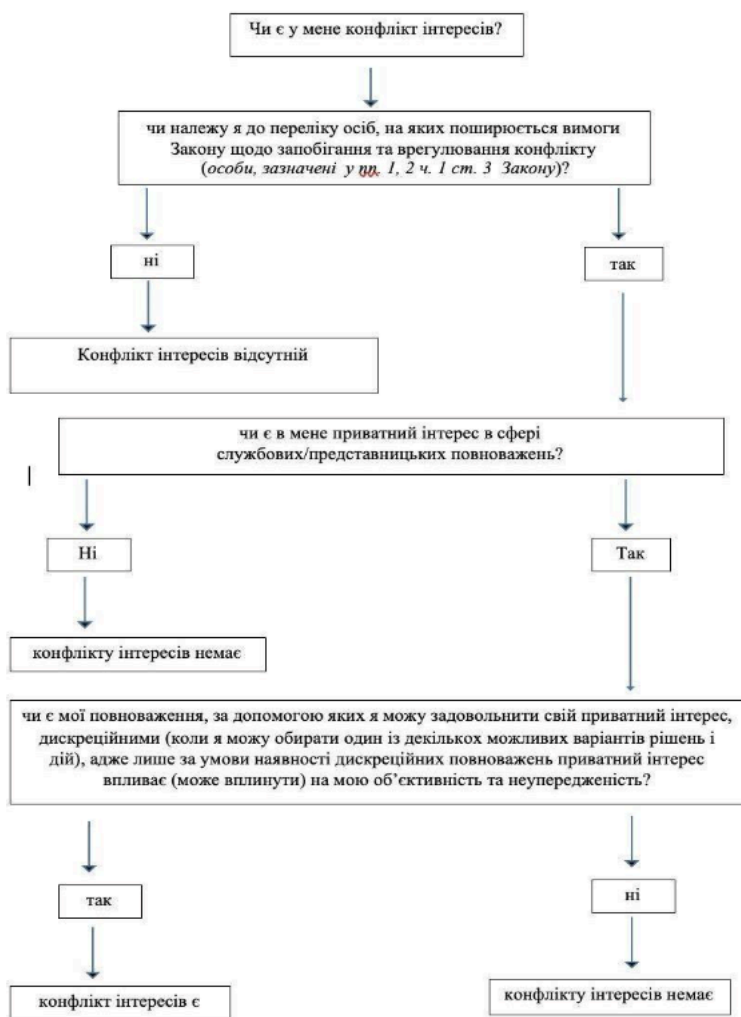 Чи є у мене конфлікт інтересів?
чи належу я до переліку осіб, на яких поширюється вимоги
Закону щодо запобігання та врегулювання конфлікту
(особи, зазначені у пп. 1, 2 ч. 1 ст. 3 Закону)?
ні
так
Конфлікт інтересів відсутній
чи є в мене приватний інтерес в сфері
службових/представницьких повноважень?
Ні
Так
конфлікту інтересів немає
чи є мої повноваження, за допомогою яких я можу задовольнити свій приватний інтерес,
дискреційними (коли я можу обирати один із декількох можливих варіантів рішень і
дій), адже лише за умови наявності дискреційних повноважень приватний інтерес
впливає (може вплинути) на мою об’єктивність та неупередженість?
так
ні
конфлікт інтересів є
конфлікту інтересів немає